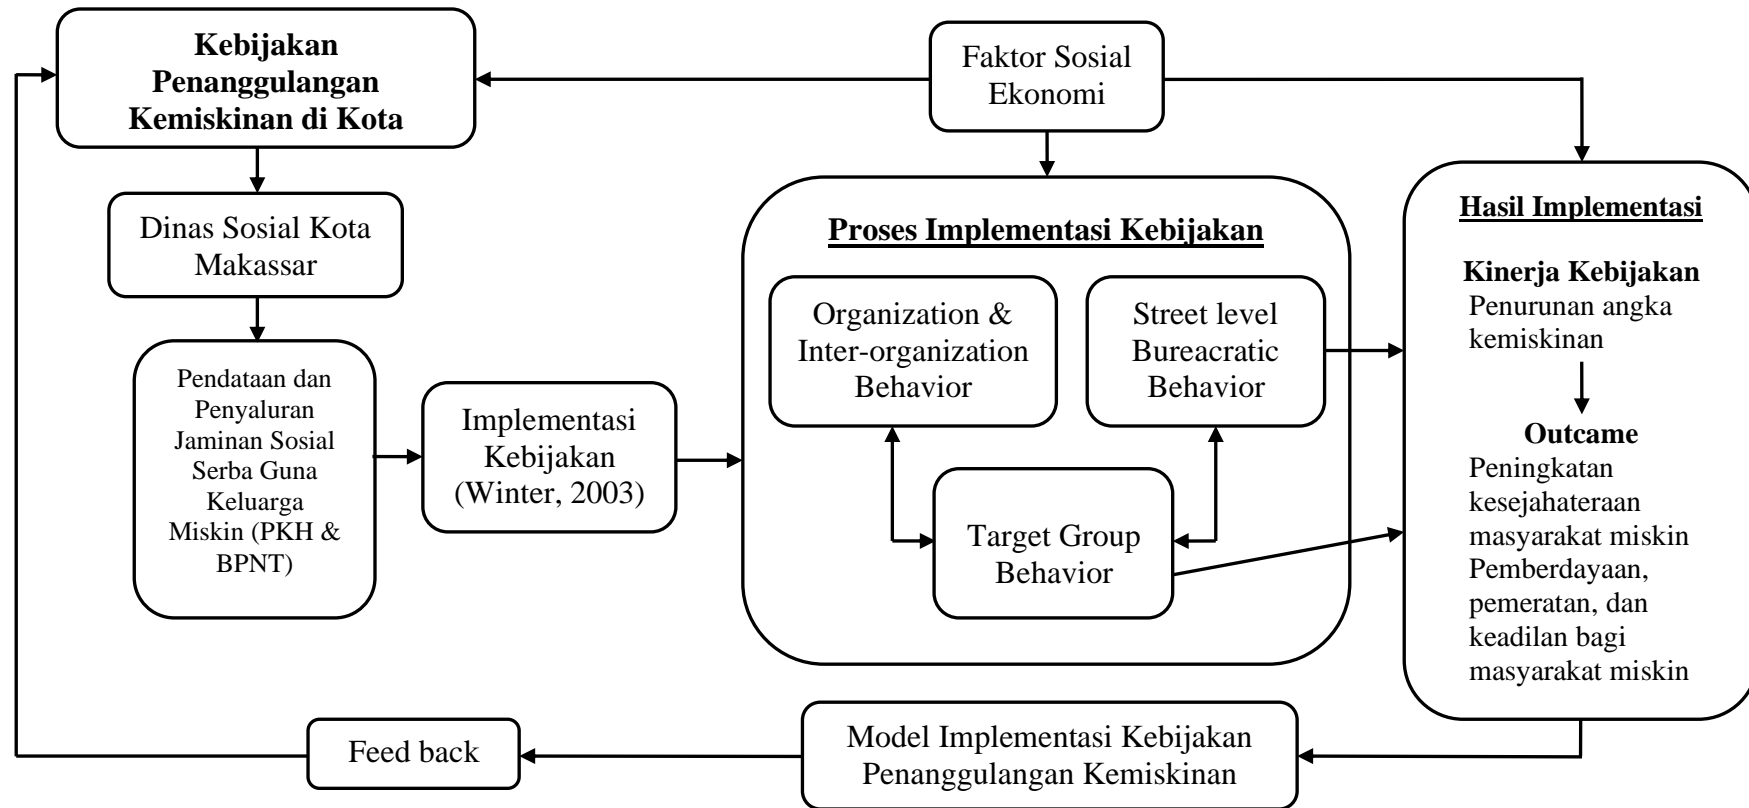 Kebijakan
Penanggulangan
Kemiskinan di Kota
Faktor Sosial
Ekonomi
Dinas Sosial Kota
Makassar
Pendataan dan
Penyaluran
Jaminan Sosial
Serba Guna
Keluarga
Miskin (PKH &
BPNT)
Implementasi
Kebijakan
(Winter, 2003)
Proses Implementasi Kebijakan
Organization &
Inter-organization
Behavior
Street level
Bureacratic
Behavior
Target Group
Behavior
Hasil Implementasi
Kinerja Kebijakan
Penurunan angka
kemiskinan
Outcame
Peningkatan
kesejahateraan
masyarakat miskin
Pemberdayaan,
pemeratan, dan
keadilan bagi
masyarakat miskin
Model Implementasi Kebijakan
Penanggulangan Kemiskinan
Feed back